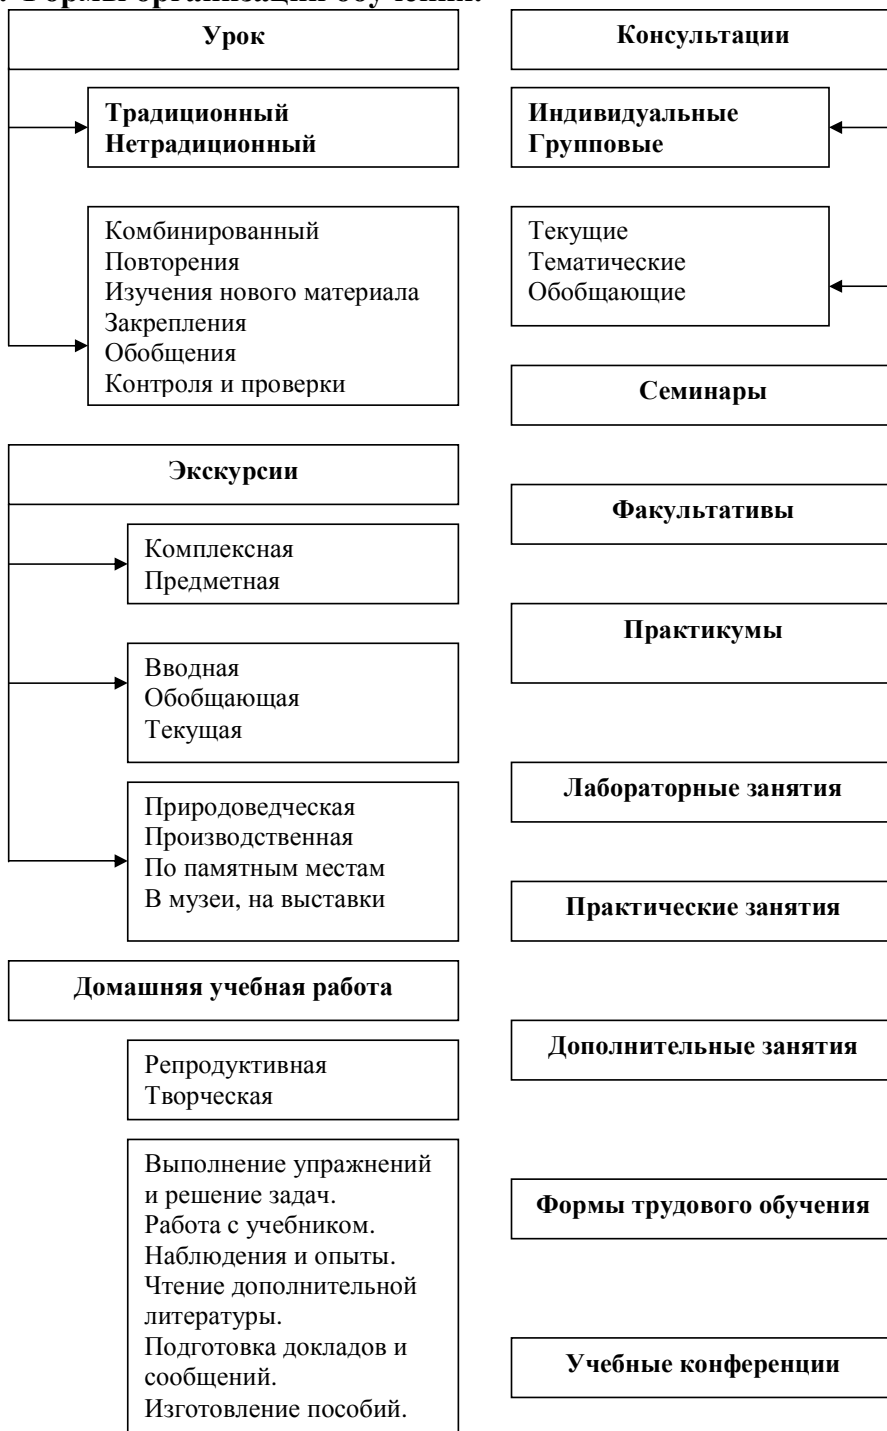 Формы организации обучения.
Урок
Традиционный
Нетрадиционный
Комбинированный
Повторения
Изучения нового материала
Закрепления
Обобщения
Контроля и проверки
Экскурсии
Комплексная
Предметная
Вводная
Обобщающая
Текущая
Природоведческая
Производственная
По памятным местам
В музеи, на выставки
Домашняя учебная работа
Репродуктивная
Творческая
Выполнение упражнений
и решение задач.
Работа с учебником.
Наблюдения и опыты.
Чтение дополнительной
литературы.
Подготовка докладов и
сообщений.
Изготовление пособий.
Консультации
Индивидуальные
Групповые
Текущие
Тематические
Обобщающие
Семинары
Факультативы
Практикумы
Лабораторные занятия
Практические занятия
Дополнительные занятия
Формы трудового обучения
Учебные конференции